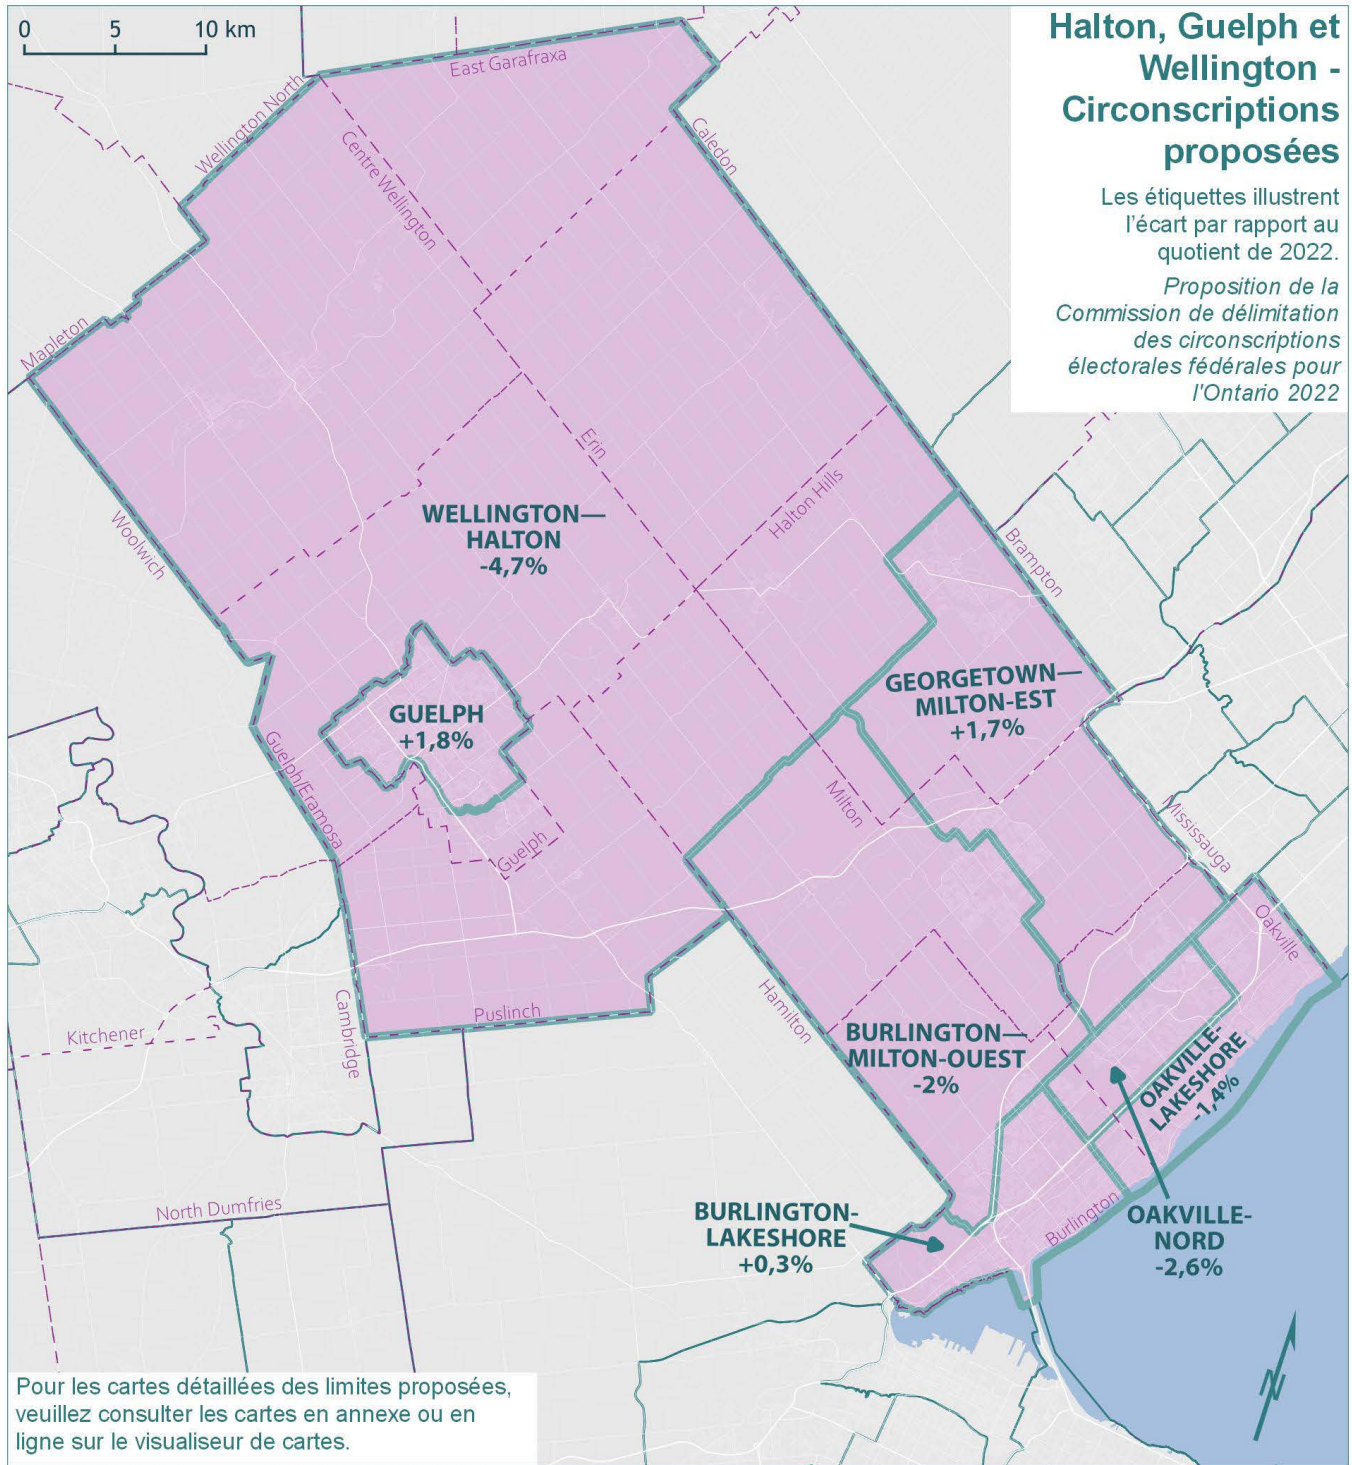 0 5 10 km
Halton, Guelph et
Wellington -
Circonscriptions
proposées
Les étiquettes illustrent
l'écart par rapport au
quotient de 2022.
Proposition de la
Commission de délimitation
des circonscriptions
électorales fédérales pour
l'Ontario 2022
East Garafraxa
Wellington North
Centre Wellington
Caledon
Mapleton
Erin
Woolwich
Halton Hills
WELLINGTON—
HALTON
-4,7%
Brampton
GEORGETOWN—
MILTON-EST
+1,7%
GUELPH
+1,8%
Guelph/Eramosa
Milton
Mississauga
Guelph
Oakville
Kitchener
Cambridge
Puslinch
Hamilton
BURLINGTON—
MILTON-OUEST
-2%
OAKVILLE-
LAKESHORE
-1,4%
North Dumfries
BURLINGTON-
LAKESHORE
+0,3%
Burlington
OAKVILLE-
NORD
-2,6%
N
Pour les cartes détaillées des limites proposées,
veuillez consulter les cartes en annexe ou en
ligne sur le visualiseur de cartes.